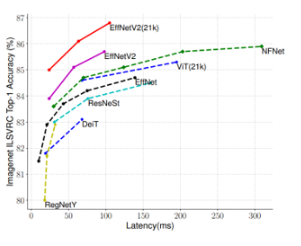 87
86
85
84
83
82
81
80
0
50
100
150
200
250
300
Imagenet ILSVRC Top-1 Accuracy (%)
Latency(ms)
EffNetV2(21k)
EffNetV2
NFNet
ViT(21k)
EffNet
ResNeSt
DeiT
RegNetY